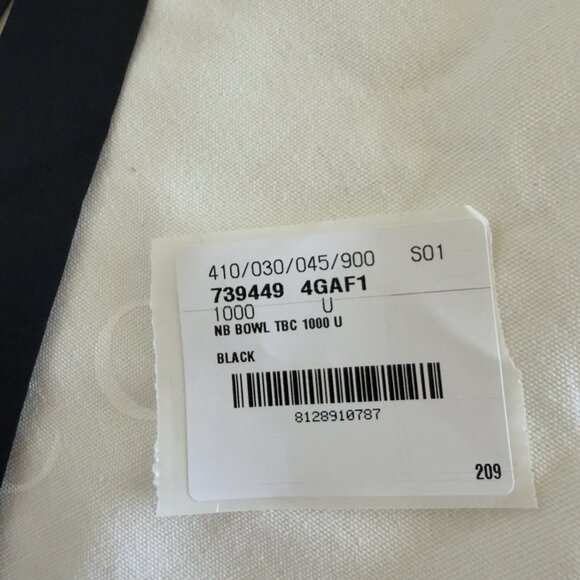 410/030/045/900 S01
739449 4GAF1
1000 U
NB BOWL TBC 1000 U
BLACK
8128910787
209